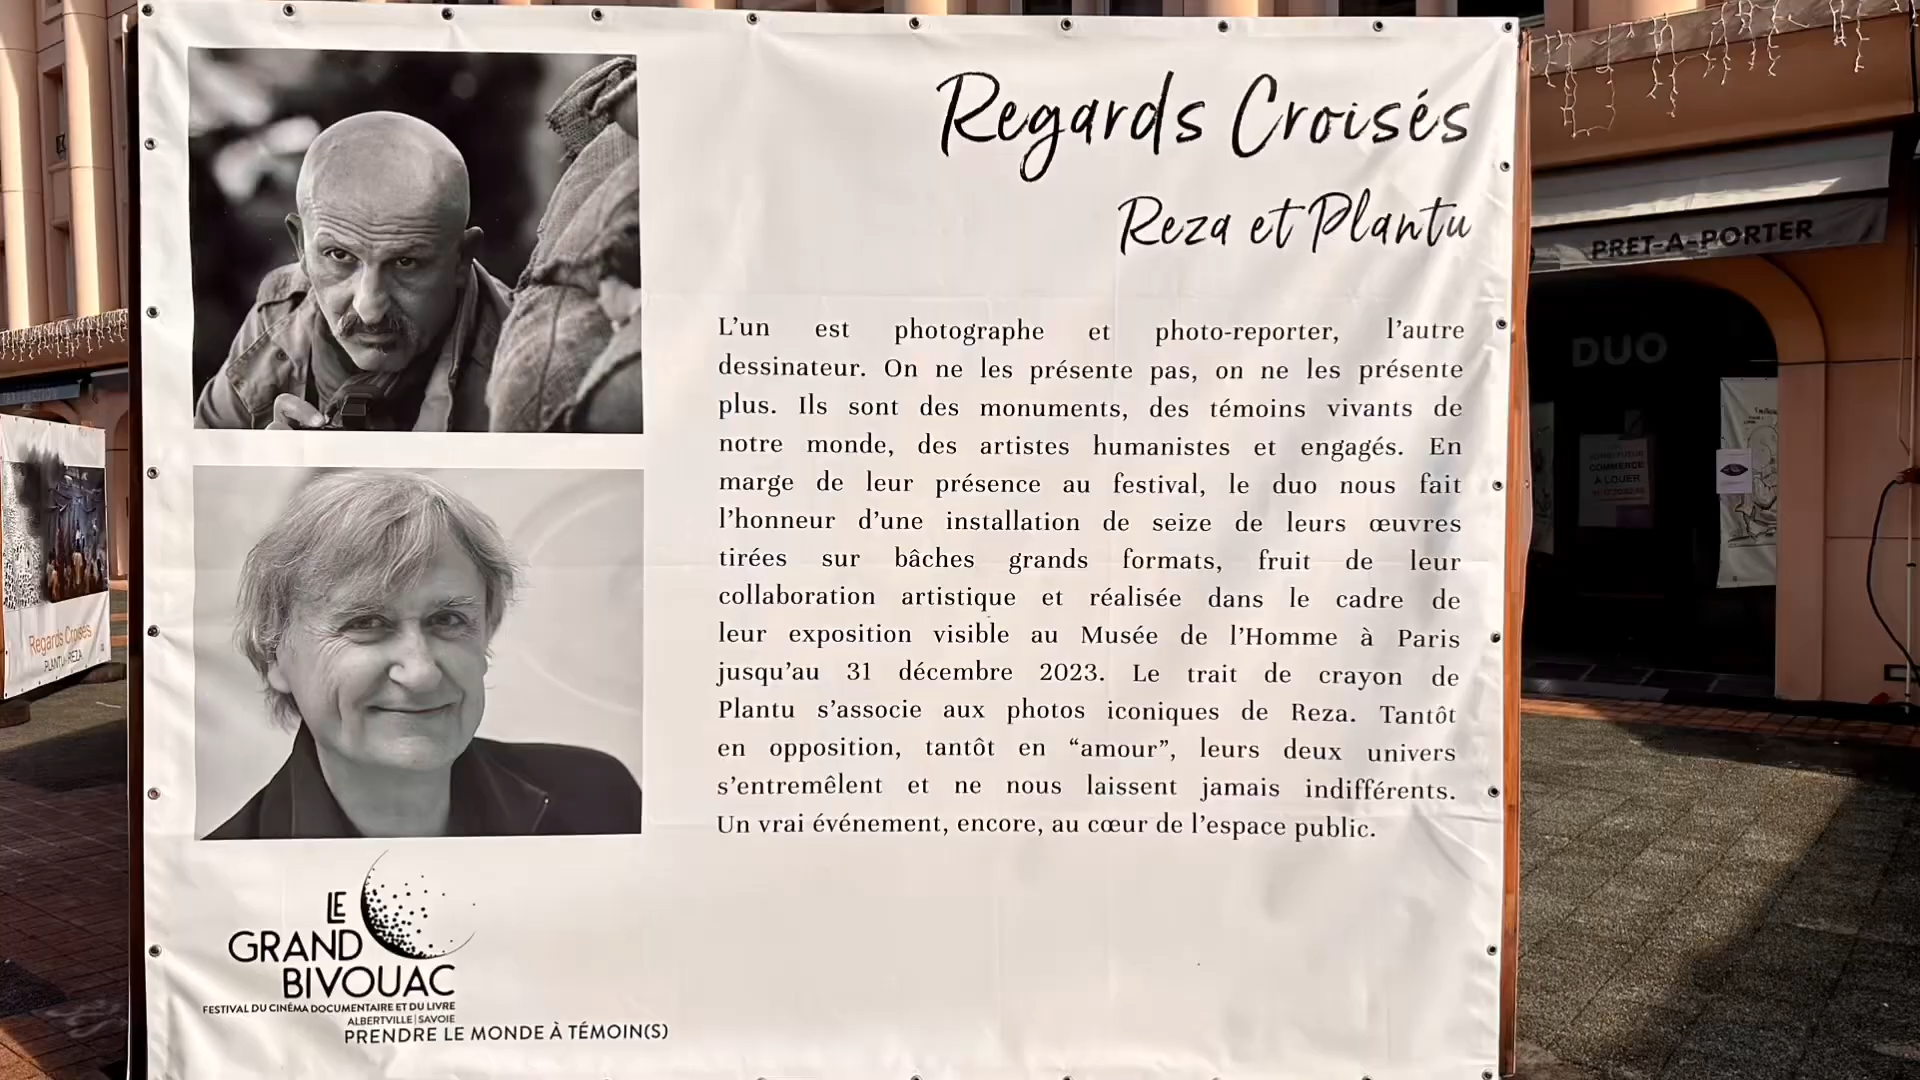 Regards Croisés
Reza et Plantu
L’un est photographe et photo-reporter, l’autre
dessinateur. On ne les présente pas, on ne les présente
plus. Ils sont des monuments, des témoins vivants de
notre monde, des artistes humanistes et engagés. En
marge de leur présence au festival, le duo nous fait
l’honneur d’une installation de seize de leurs œuvres
tirées sur bâches grands formats, fruit de leur
collaboration artistique et réalisée dans le cadre de
leur exposition visible au Musée de l’Homme à Paris
jusqu’au 31 décembre 2023. Le trait de crayon de
Plantu s’associe aux photos iconiques de Reza. Tantôt
en opposition, tantôt en “amour”, leurs deux univers
s’entremêlent et ne nous laissent jamais indifférents.
Un vrai événement, encore, au cœur de l’espace public.
LE
GRAND
BIVOUAC
FESTIVAL DU CINÉMA DOCUMENTAIRE ET DU LIVRE
ALBERTVILLE | SAVOIE
PRENDRE LE MONDE À TÉMOIN(S)
Regards Croisés
PRET-A-PORTER
DUO
COMMERCE
A LOUER